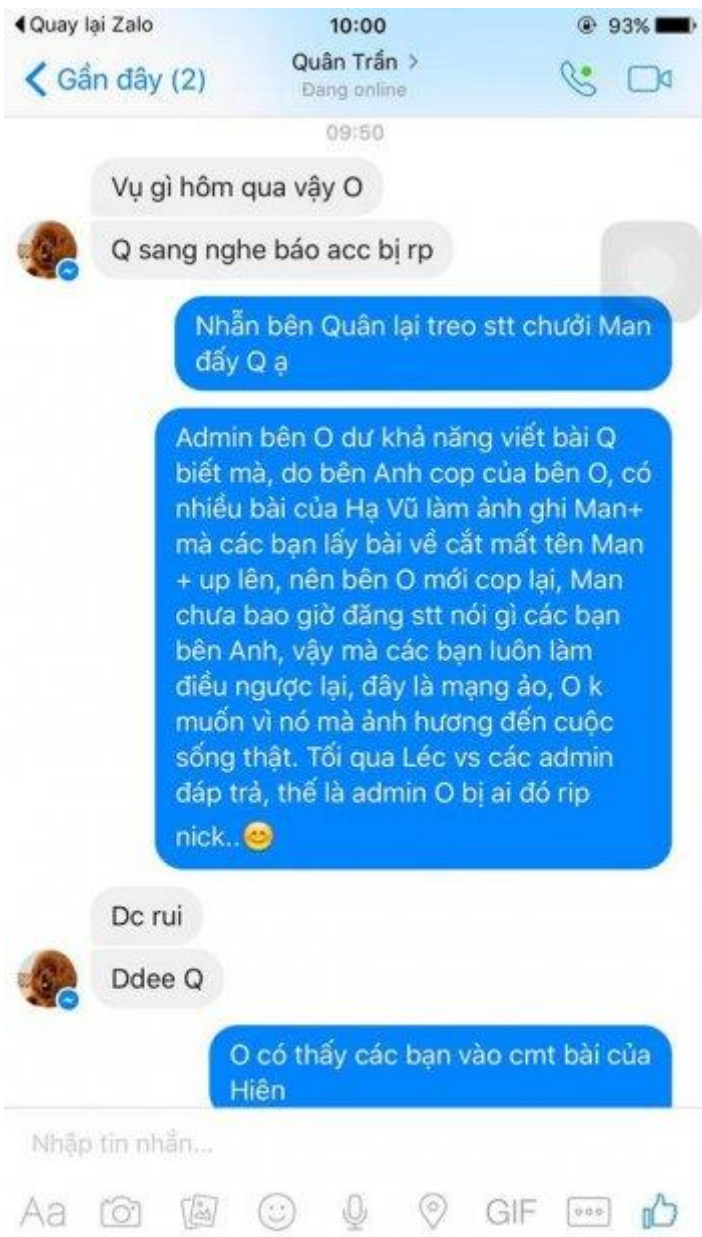 Quay lại Zalo 10:00 93%
Gần đây (2) Quân Trần >
Đang online
09:50
Vụ gì hôm qua vậy O
Q sang nghe báo acc bị rp
Nhẫn bên Quân lại treo stt chưởi Man
đấy Q ạ
Admin bên O dư khả năng viết bài Q
biết mà, do bên Anh cop của bên O, có
nhiều bài của Hạ Vũ làm ảnh ghi Man+
mà các bạn lấy bài về cắt mất tên Man
+ up lên, nên bên O mới cop lại, Man
chưa bao giờ đăng stt nói gì các bạn
bên Anh, vậy mà các bạn luôn làm
điều ngược lại, đây là mạng ảo, O k
muốn vì nó mà ảnh hương đến cuộc
sống thật. Tối qua Léc vs các admin
đáp trả, thế là admin O bị ai đó rip
nick..😊
Dc rui
Ddee Q
O có thấy các bạn vào cmt bài của
Hiên
Nhập tin nhắn...
Aa GIF